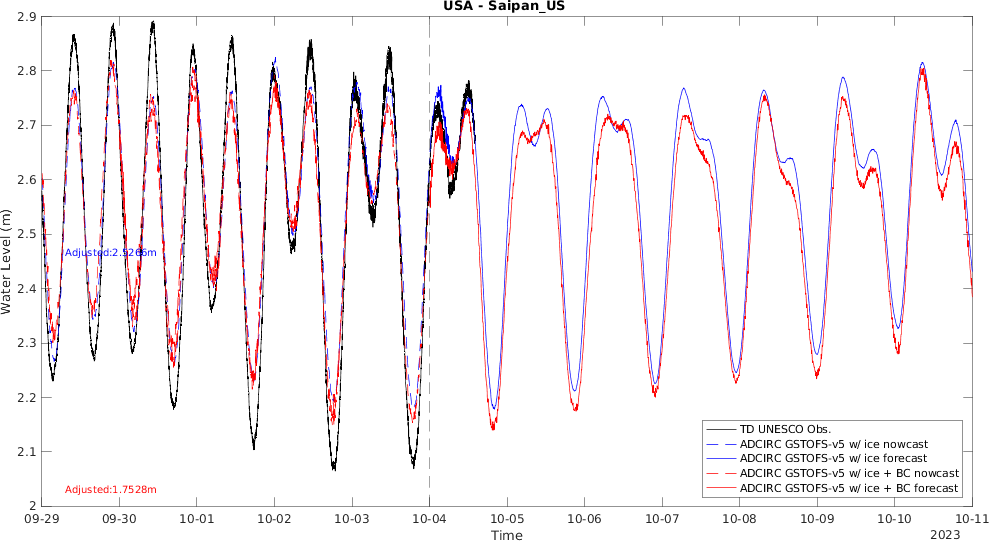 USA - Saipan_US
2.9
2.8
2.7
2.6
2.5
2.4
2.3
2.2
2.1
2
Water Level (m)
Adjusted:2.5266m
Adjusted:1.7528m
TD UNESCO Obs.
ADCIRC GSTOFS-v5 w/ ice nowcast
ADCIRC GSTOFS-v5 w/ ice forecast
ADCIRC GSTOFS-v5 w/ ice + BC nowcast
ADCIRC GSTOFS-v5 w/ ice + BC forecast
09-29 09-30 10-01 10-02 10-03 10-04 10-05 10-06 10-07 10-08 10-09 10-10 10-11
Time
2023